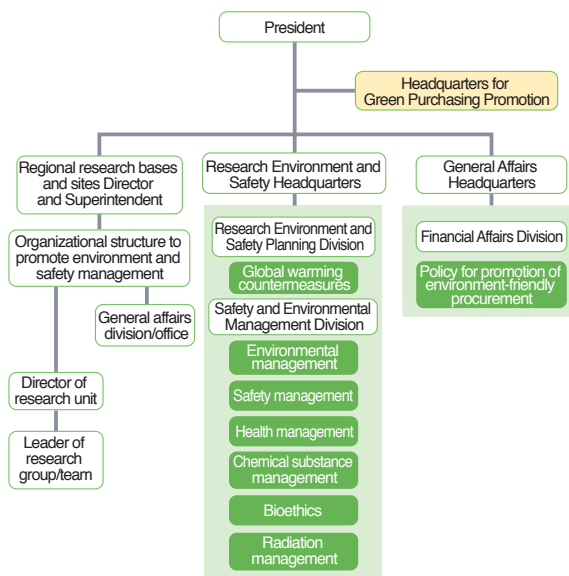 President
Headquarters for
Green Purchasing Promotion
Regional research bases
and sites Director
and Superintendent
Organizational structure to
promote environment and
safety management
General affairs
division/office
Director of
research unit
Leader of
research
group/team
Research Environment and
Safety Headquarters
Research Environment and
Safety Planning Division
Global warming
countermeasures
Safety and Environmental
Management Division
Environmental
management
Safety management
Health management
Chemical substance
management
Bioethics
Radiation
management
General Affairs
Headquarters
Financial Affairs Division
Policy for promotion of
environment-friendly
procurement